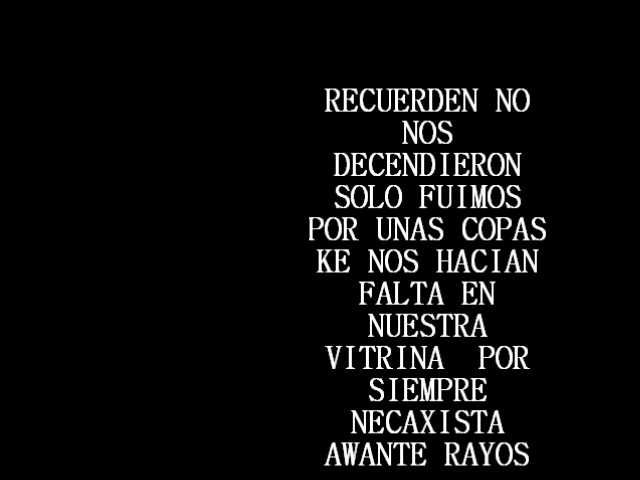 RECUERDEN NO
NOS
DECENDIERON
SOLO FUIMOS
POR UNAS COPAS
KE NOS HACIAN
FALTA EN
NUESTRA
VITRINA  POR
SIEMPRE
NECAXISTA
AWANTE RAYOS